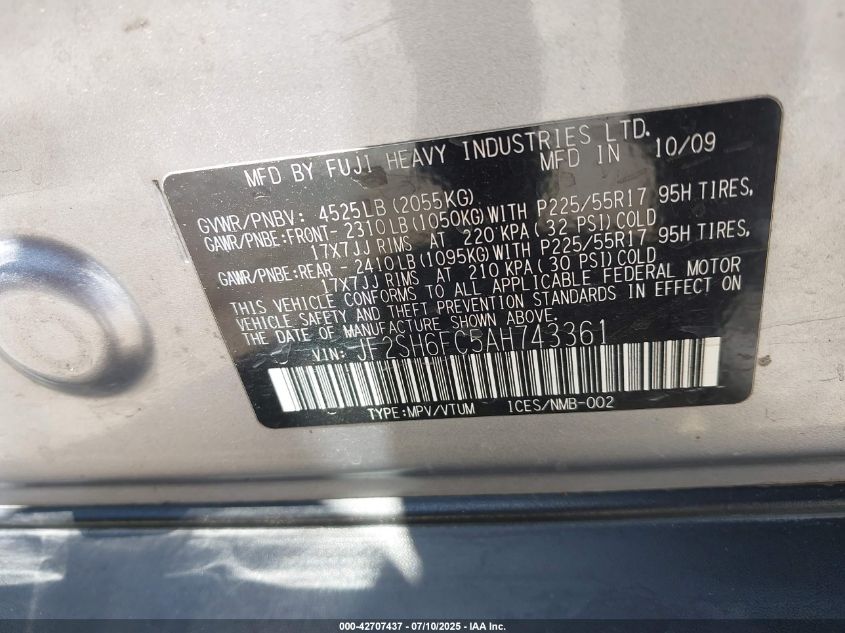 MFD BY FUJI HEAVY INDUSTRIES LTD.
MFD IN 10/09
GVWR/PNBV: 4525LB (2055KG)
GAWR/PNBE:FRONT- 2310LB (1050KG) WITH P225/55R17 95H TIRES,
17X7JJ RIMS AT 220 KPA ( 32 PSI) COLD
GAWR/PNBE:REAR - 2410LB (1095KG) WITH P225/55R17 95H TIRES,
17X7JJ RIMS AT 210 KPA ( 30 PSI) COLD
THIS VEHICLE CONFORMS TO ALL APPLICABLE FEDERAL MOTOR
VEHICLE SAFETY AND THEFT PREVENTION STANDARDS IN EFFECT ON
THE DATE OF MANUFACTURE SHOWN ABOVE.
VIN: JF2SH6FC5AH743361
TYPE:MPV/VTUM ICES/NMB-002
000-42707437 - 07/10/2025 - IAA Inc.